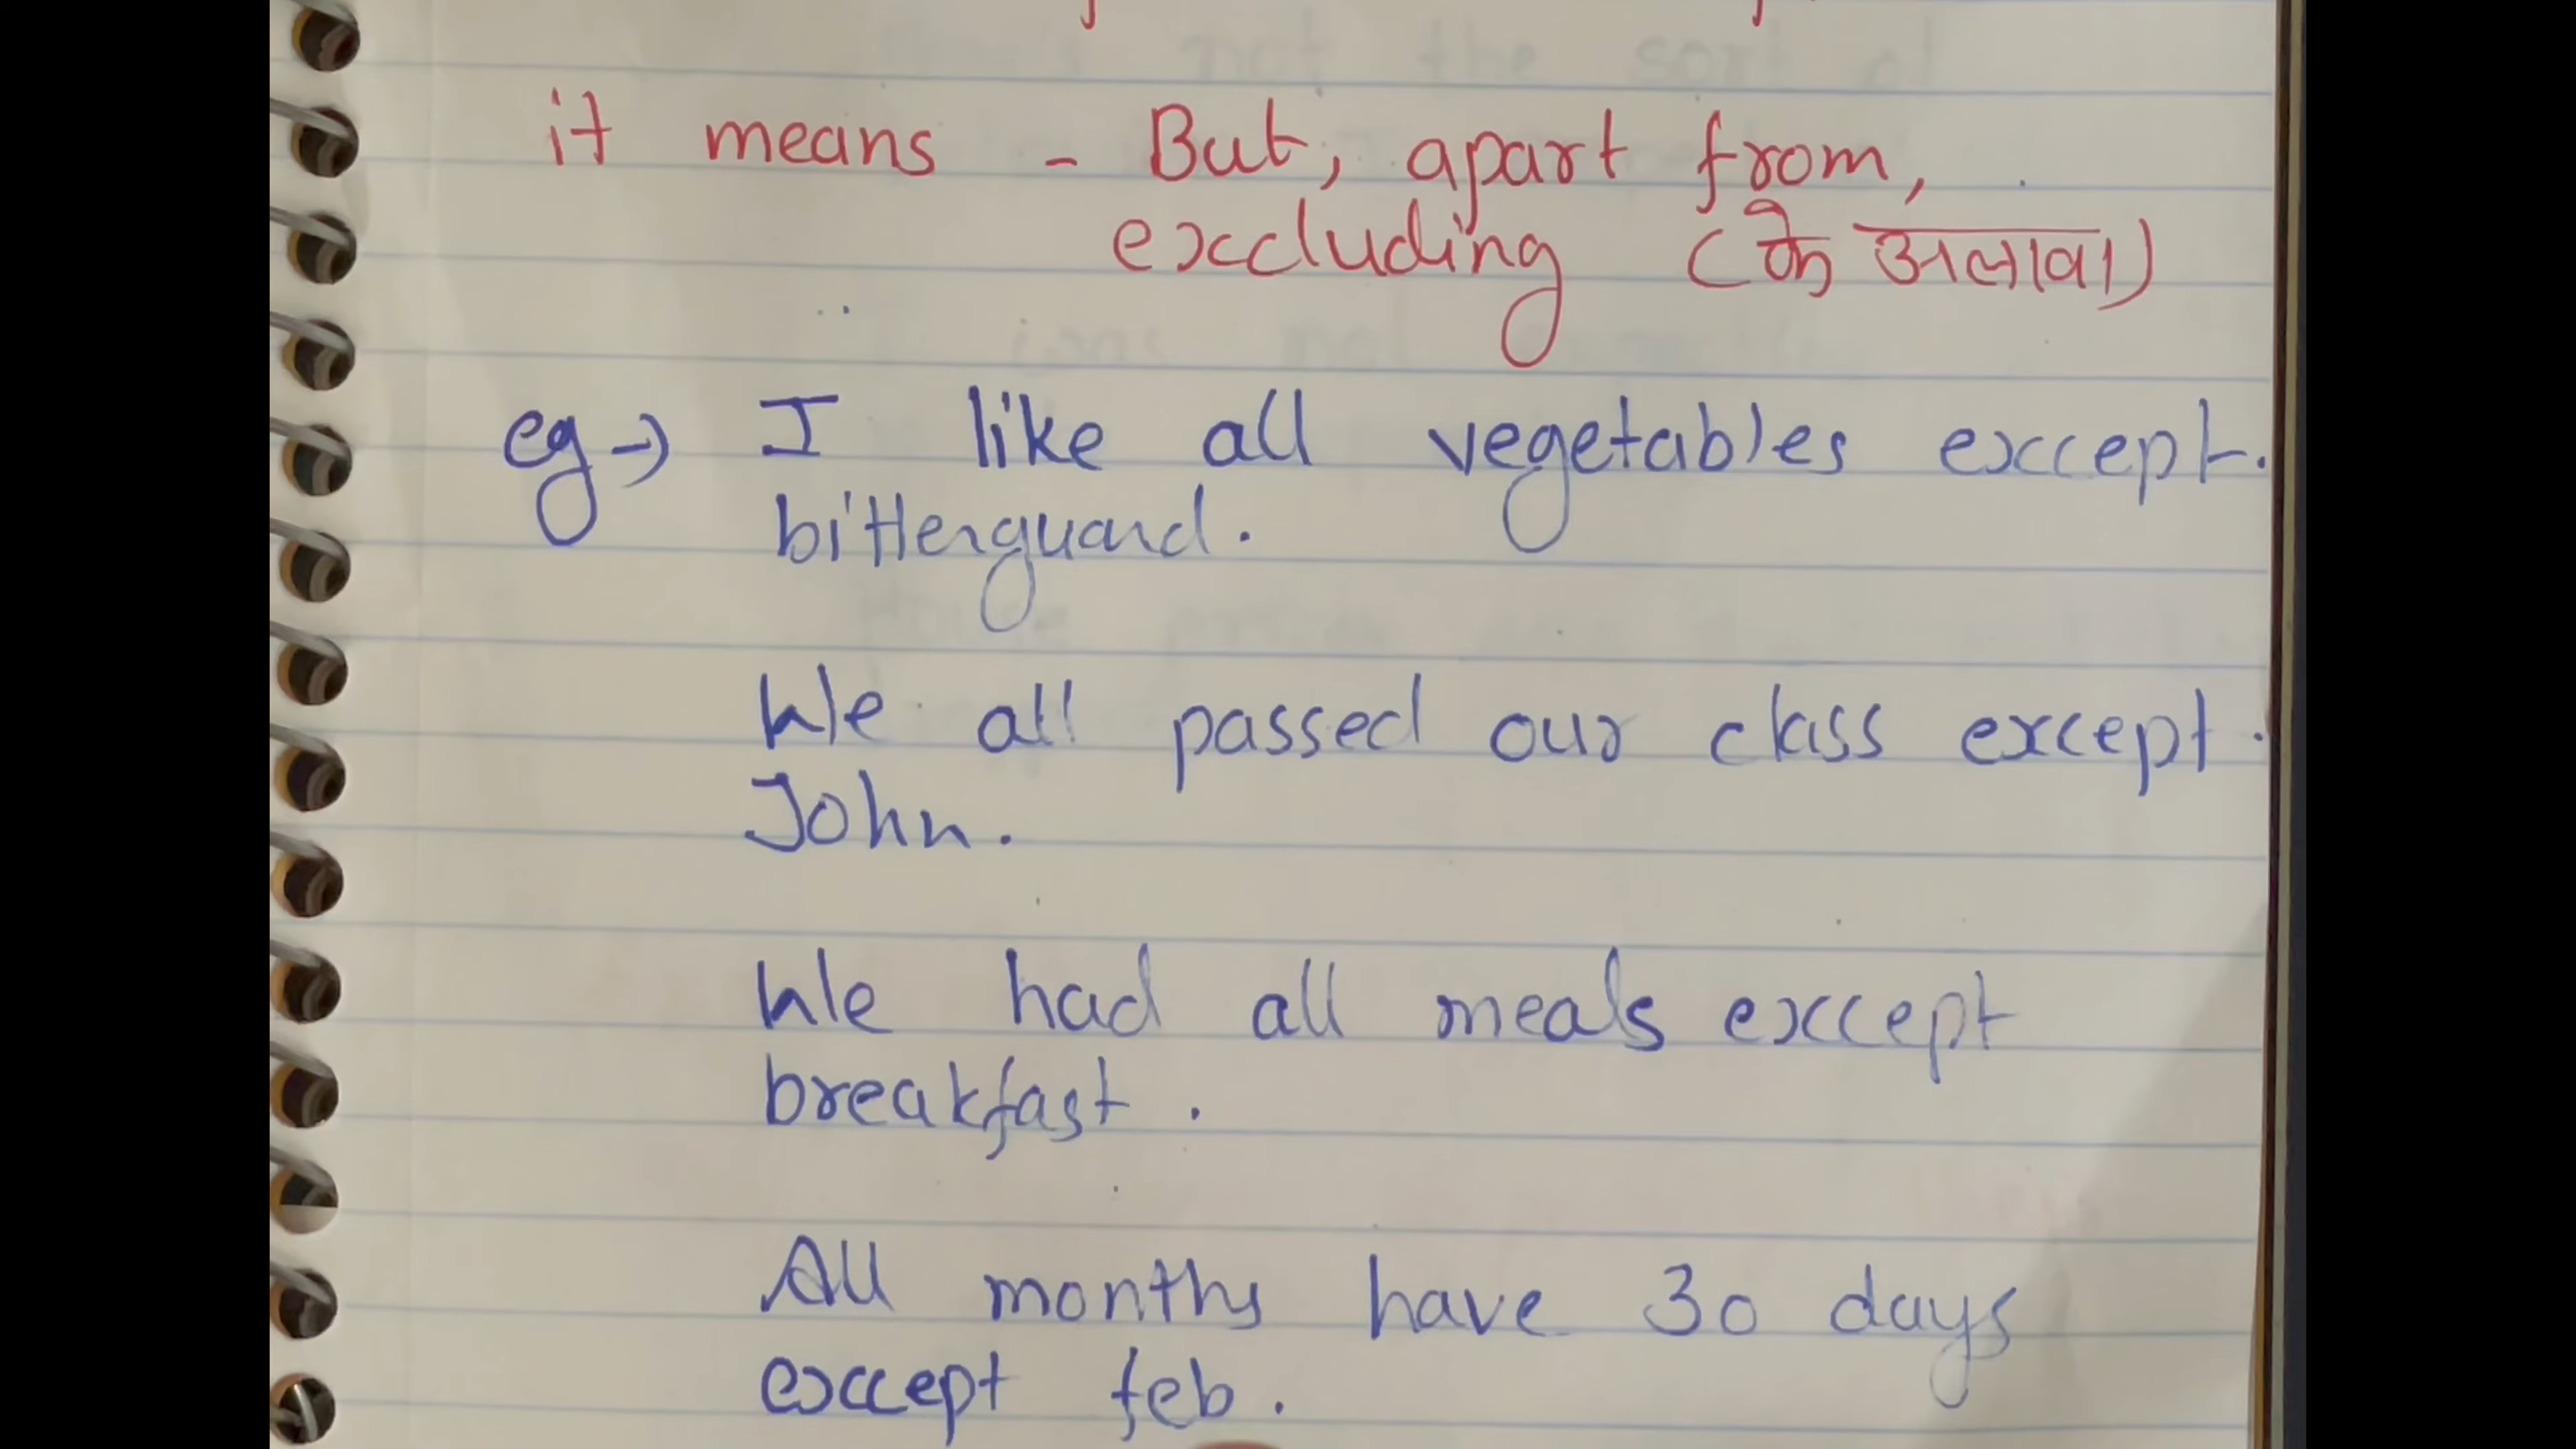 it means - But, apart from,
excluding (के अलावा)
eg → I like all vegetables except.
bitterguard.
We all passed our class except.
John.
We had all meals except
breakfast.
All months have 30 days
except feb.